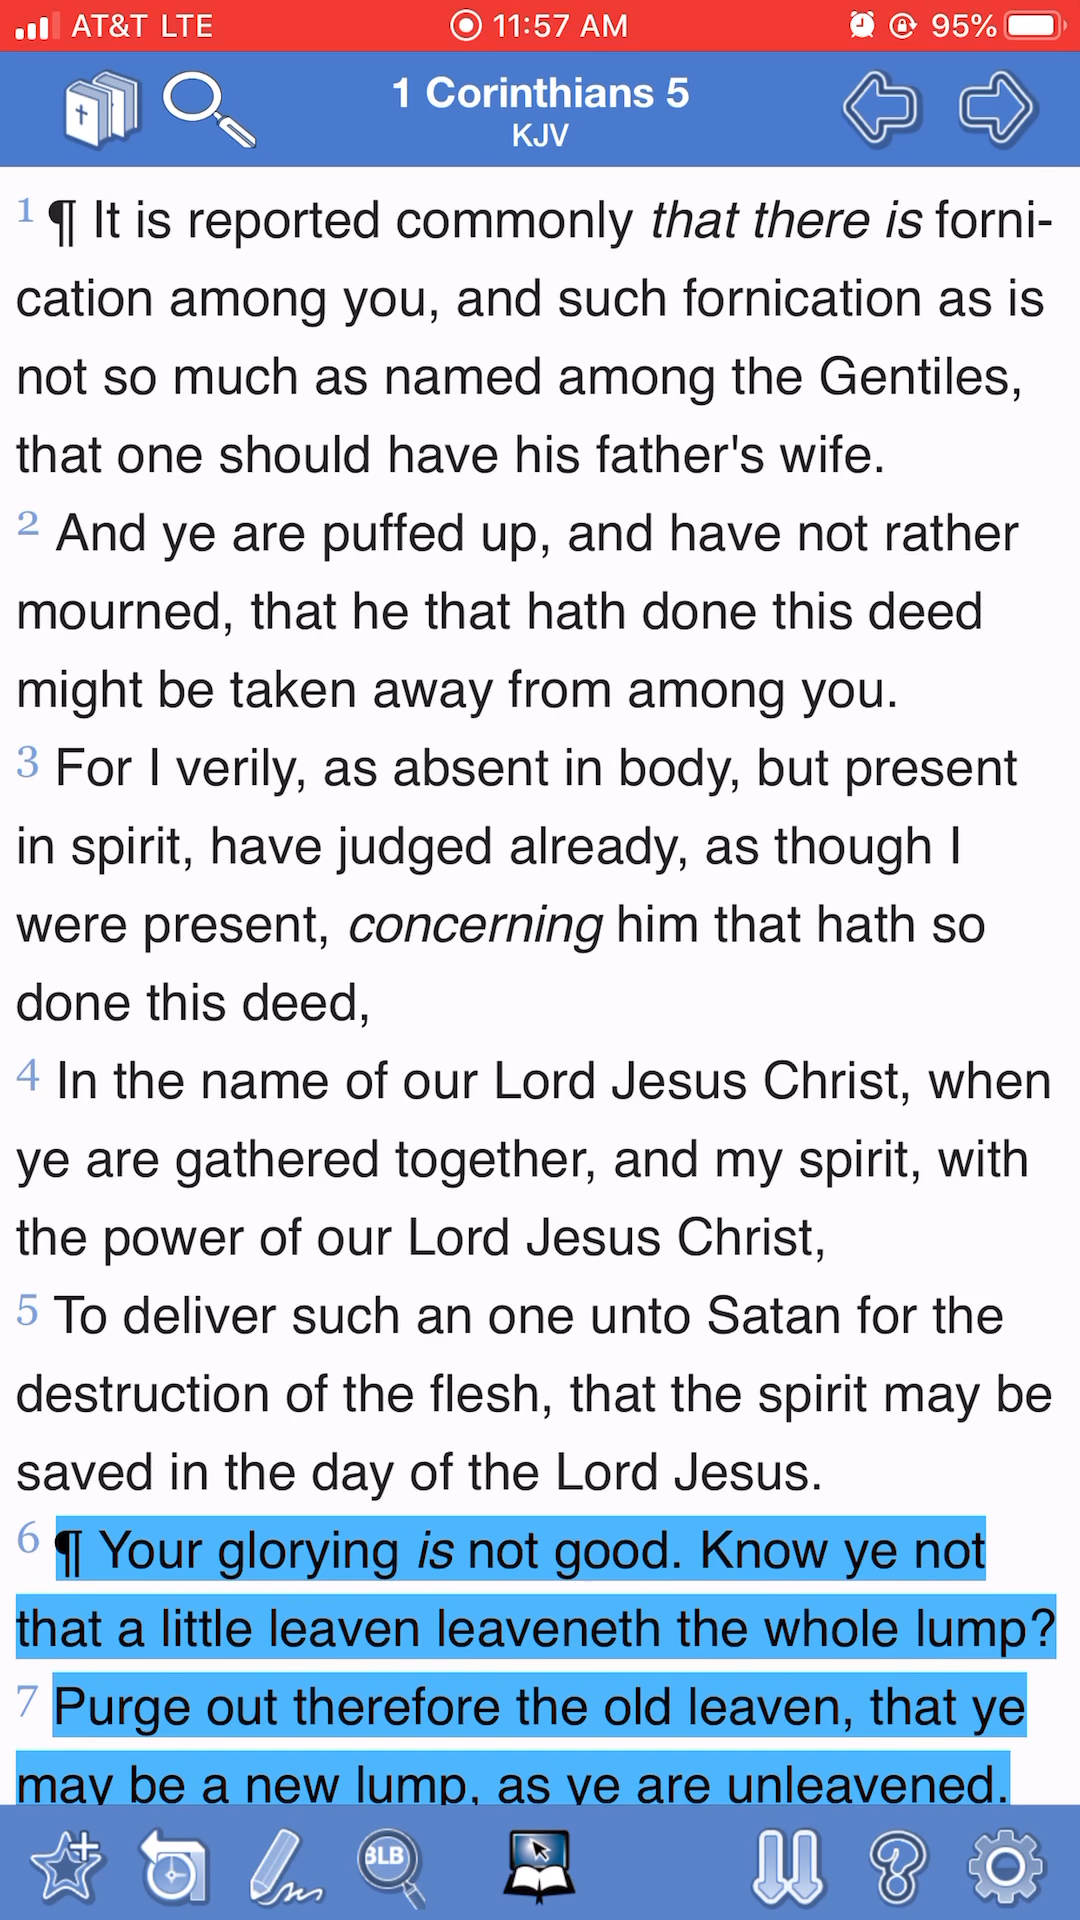 AT&T LTE 11:57 AM 95%
1 Corinthians 5
KJV
1 ¶ It is reported commonly that there is forni-
cation among you, and such fornication as is
not so much as named among the Gentiles,
that one should have his father's wife.
2 And ye are puffed up, and have not rather
mourned, that he that hath done this deed
might be taken away from among you.
3 For I verily, as absent in body, but present
in spirit, have judged already, as though I
were present, concerning him that hath so
done this deed,
4 In the name of our Lord Jesus Christ, when
ye are gathered together, and my spirit, with
the power of our Lord Jesus Christ,
5 To deliver such an one unto Satan for the
destruction of the flesh, that the spirit may be
saved in the day of the Lord Jesus.
6 ¶ Your glorying is not good. Know ye not
that a little leaven leaveneth the whole lump?
7 Purge out therefore the old leaven, that ye
may be a new lump, as ye are unleavened.
BLB